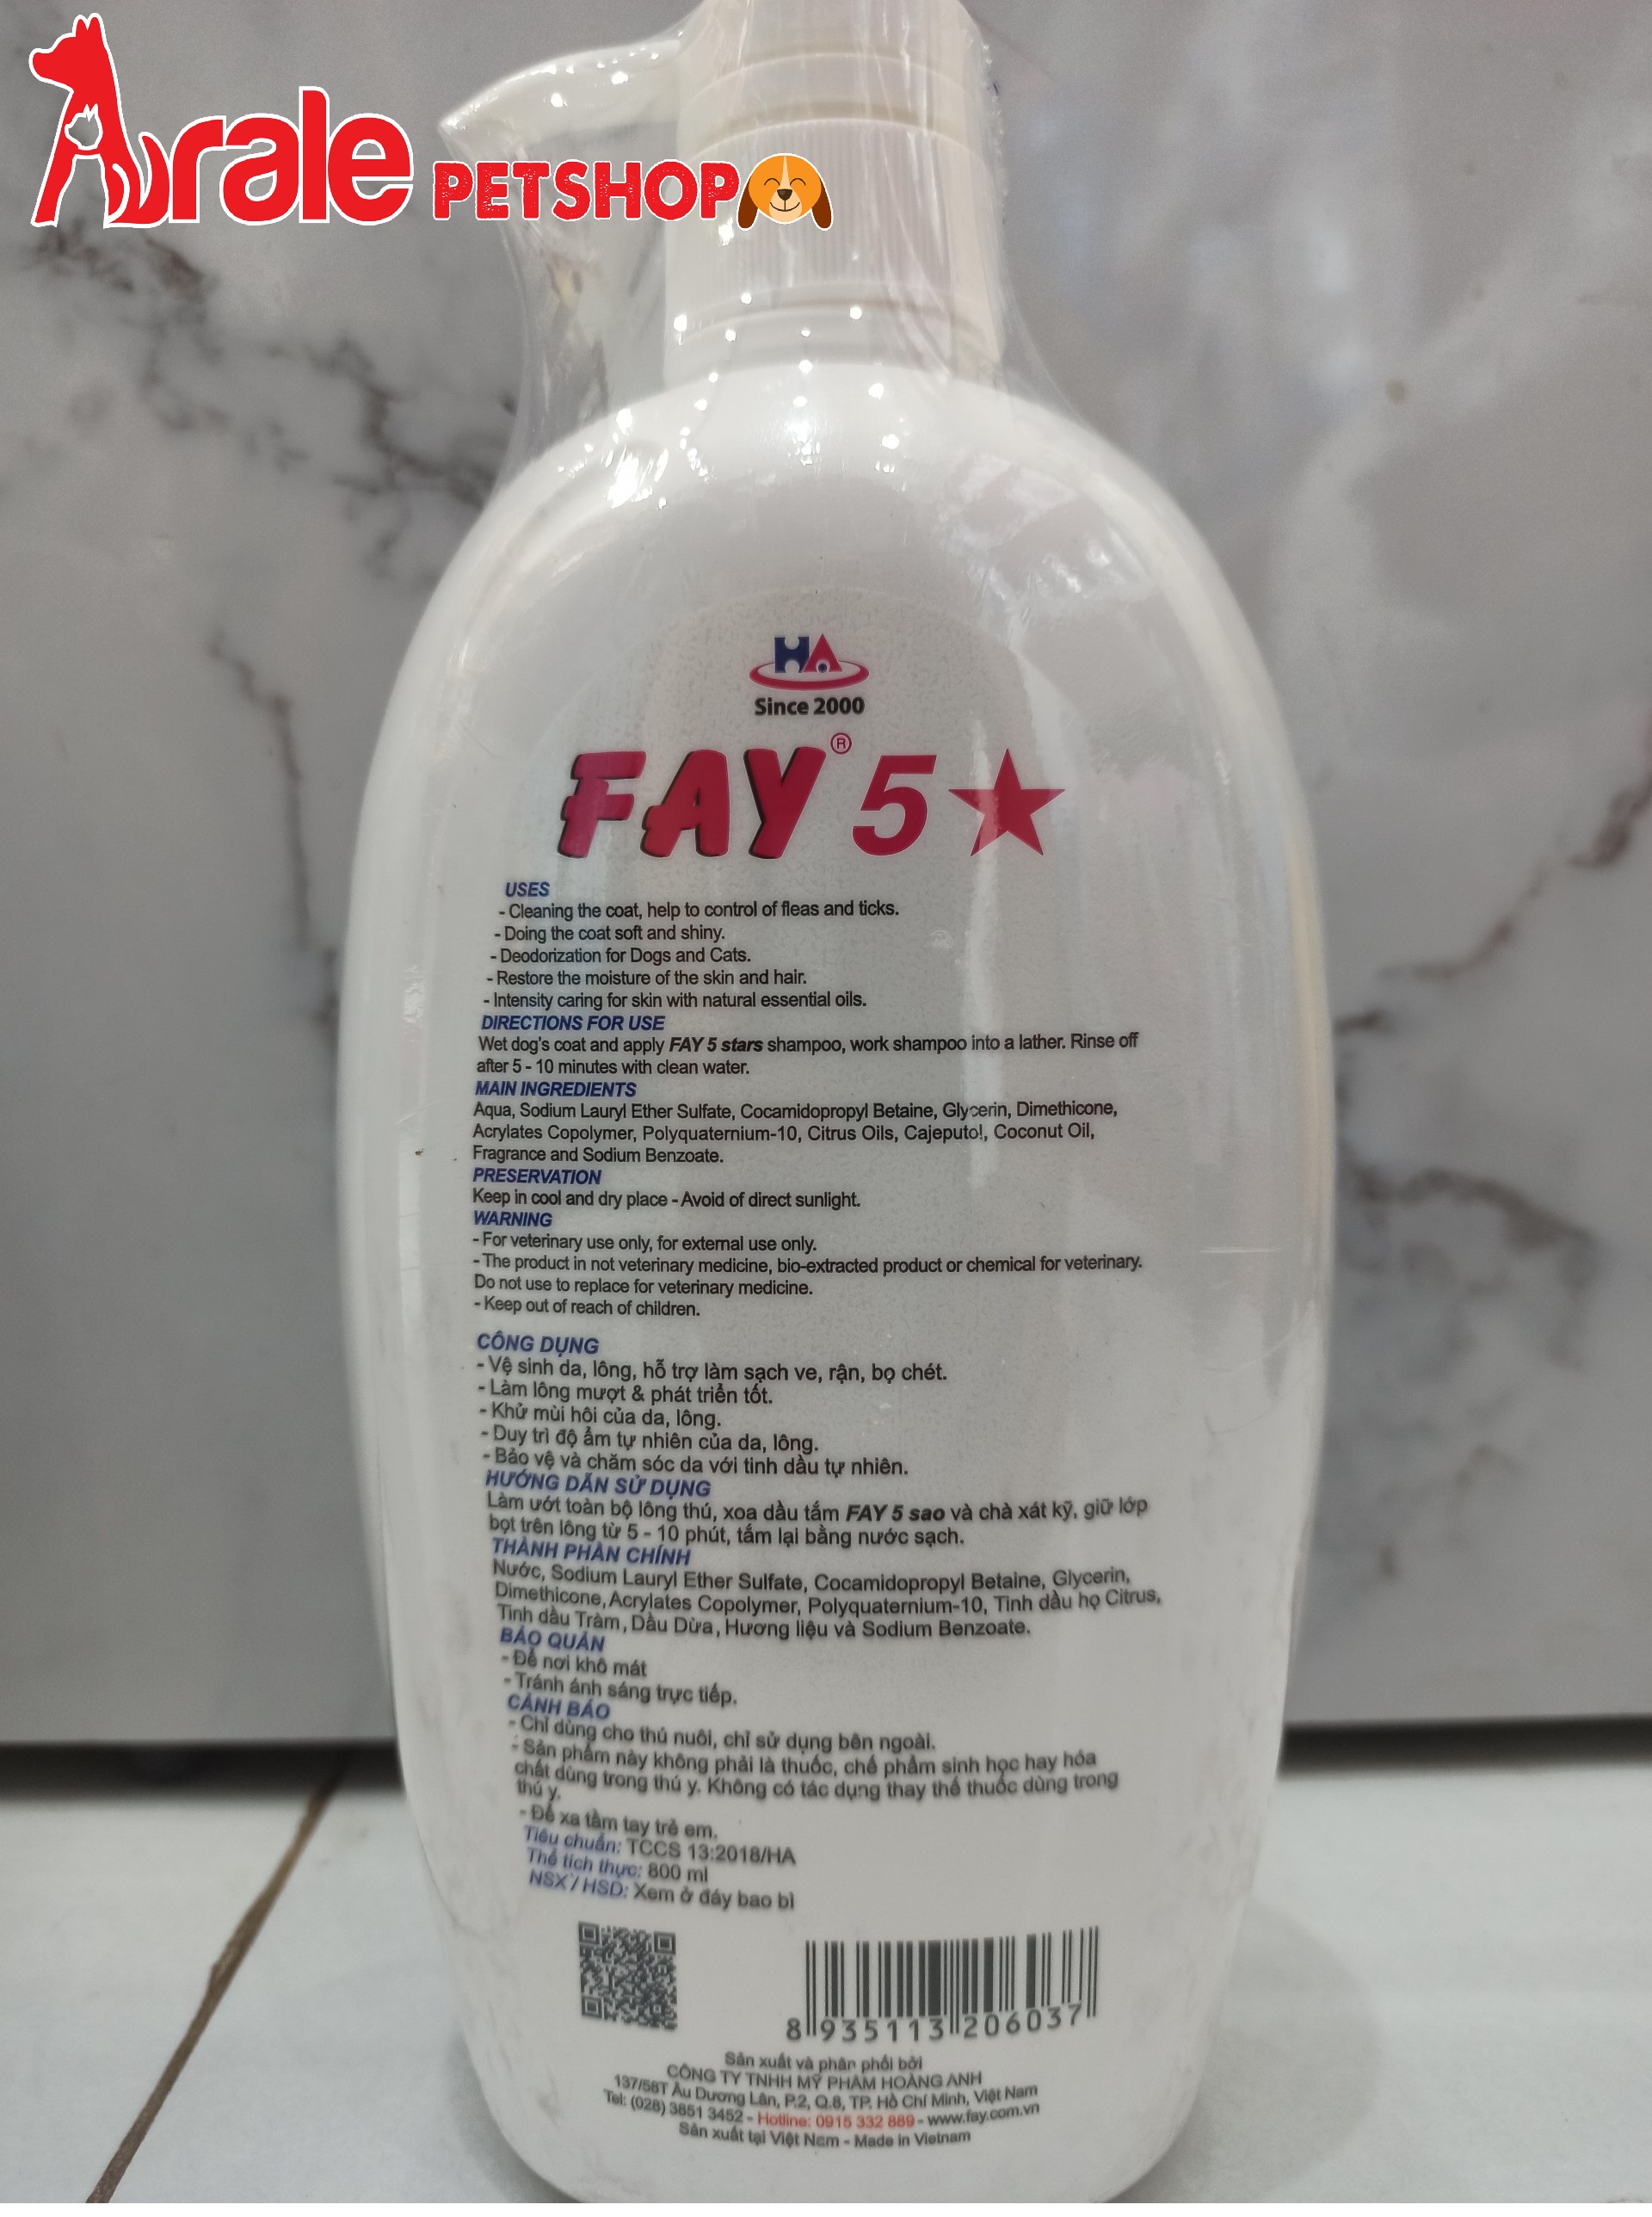 Arale PETSHOP
HA
Since 2000
FAY® 5★
USES
- Cleaning the coat, help to control of fleas and ticks.
- Doing the coat soft and shiny.
- Deodorization for Dogs and Cats.
- Restore the moisture of the skin and hair.
- Intensity caring for skin with natural essential oils.
DIRECTIONS FOR USE
Wet dog's coat and apply FAY 5 stars shampoo, work shampoo into a lather. Rinse off
after 5 - 10 minutes with clean water.
MAIN INGREDIENTS
Aqua, Sodium Lauryl Ether Sulfate, Cocamidopropyl Betaine, Glycerin, Dimethicone,
Acrylates Copolymer, Polyquaternium-10, Citrus Oils, Cajeputol, Coconut Oil,
Fragrance and Sodium Benzoate.
PRESERVATION
Keep in cool and dry place - Avoid of direct sunlight.
WARNING
- For veterinary use only, for external use only.
- The product in not veterinary medicine, bio-extracted product or chemical for veterinary.
Do not use to replace for veterinary medicine.
- Keep out of reach of children.
CÔNG DỤNG
- Vệ sinh da, lông, hỗ trợ làm sạch ve, rận, bọ chét.
- Làm lông mượt & phát triển tốt.
- Khử mùi hôi của da, lông.
- Duy trì độ ẩm tự nhiên của da, lông.
- Bảo vệ và chăm sóc da với tinh dầu tự nhiên.
HƯỚNG DẪN SỬ DỤNG
Làm ướt toàn bộ lông thú, xoa dầu tắm FAY 5 sao và chà xát kỹ, giữ lớp
bọt trên lông từ 5 - 10 phút, tắm lại bằng nước sạch.
THÀNH PHẦN CHÍNH
Nước, Sodium Lauryl Ether Sulfate, Cocamidopropyl Betaine, Glycerin,
Dimethicone, Acrylates Copolymer, Polyquaternium-10, Tinh dầu họ Citrus,
Tinh dầu Tràm, Dầu Dừa, Hương liệu và Sodium Benzoate.
BẢO QUẢN
- Để nơi khô mát
- Tránh ánh sáng trực tiếp.
CẢNH BÁO
- Chỉ dùng cho thú nuôi, chỉ sử dụng bên ngoài.
- Sản phẩm này không phải là thuốc, chế phẩm sinh học hay hóa
chất dùng trong thú y. Không có tác dụng thay thế thuốc dùng trong
thú y.
- Để xa tầm tay trẻ em.
Tiêu chuẩn: TCCS 13:2018/HA
Thể tích thực: 800 ml
NSX / HSD: Xem ở đáy bao bì
8 935113 206037
Sản xuất và phân phối bởi
CÔNG TY TNHH MỸ PHẨM HOÀNG ANH
137/58T Âu Dương Lân, P.2, Q.8, TP. Hồ Chí Minh, Việt Nam
Tel: (028) 3851 3452 - Hotline: 0915 332 889 - www.fay.com.vn
Sản xuất tại Việt Nam - Made in Vietnam